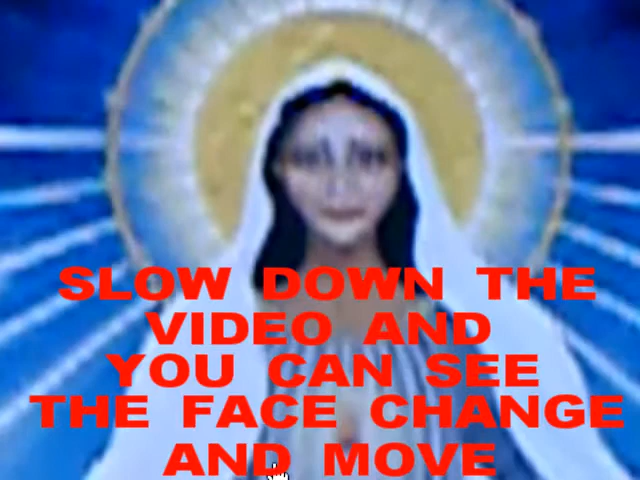 SLOW DOWN THE
VIDEO AND
YOU CAN SEE
THE FACE CHANGE
AND MOVE